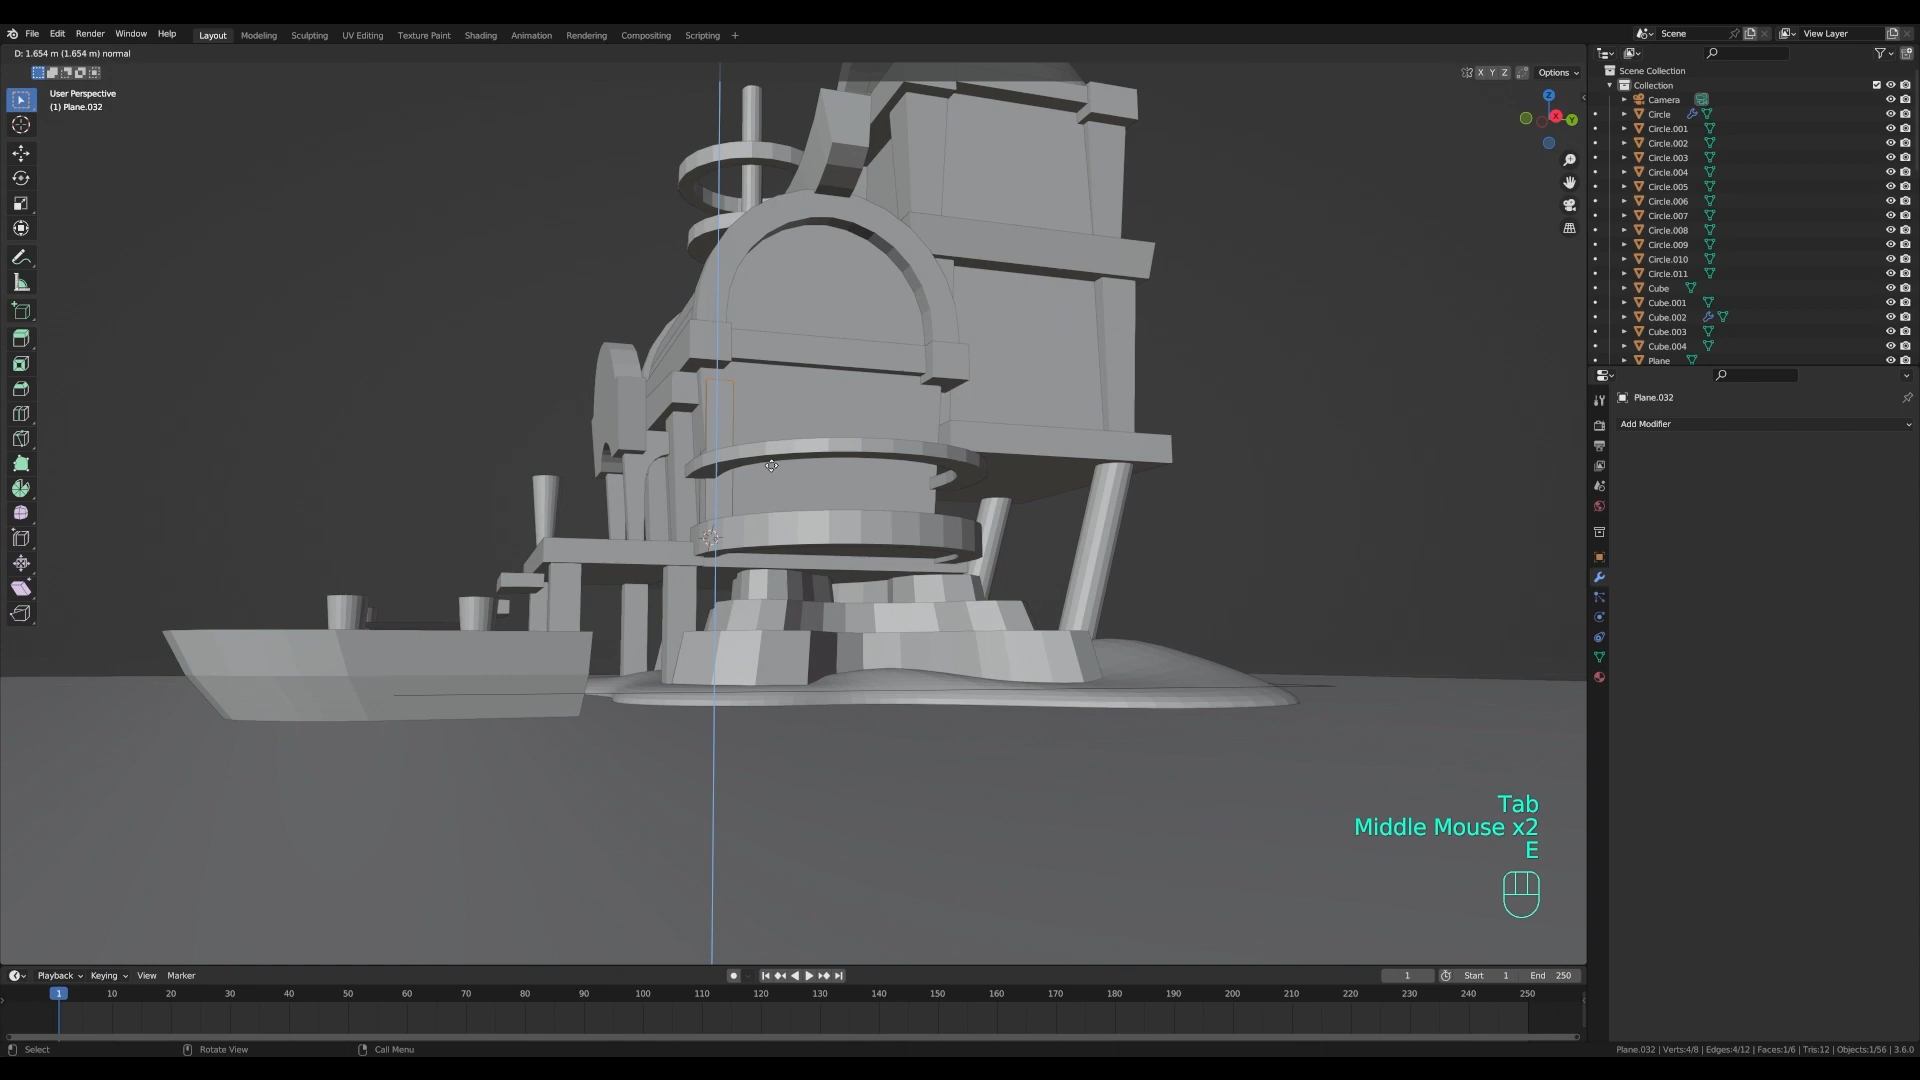 File Edit Render Window Help Layout Modeling Sculpting UV Editing Texture Paint Shading Animation Rendering Compositing Scripting + Scene View Layer
D: 1.654 m (1.654 m) normal
X Y Z Options
User Perspective
(1) Plane.032
Z
X
Y
Scene Collection
Collection
Camera
Circle
Circle.001
Circle.002
Circle.003
Circle.004
Circle.005
Circle.006
Circle.007
Circle.008
Circle.009
Circle.010
Circle.011
Cube
Cube.001
Cube.002
Cube.003
Cube.004
Plane
Plane.032
Add Modifier
Tab
Middle Mouse x2
E
Playback Keying View Marker 1 Start 1 End 250
1 10 20 30 40 50 60 70 80 90 100 110 120 130 140 150 160 170 180 190 200 210 220 230 240 250
Select Rotate View Call Menu Plane.032 | Verts:4/8 | Edges:4/12 | Faces:1/6 | Tris:12 | Objects:1/56 | 3.6.0